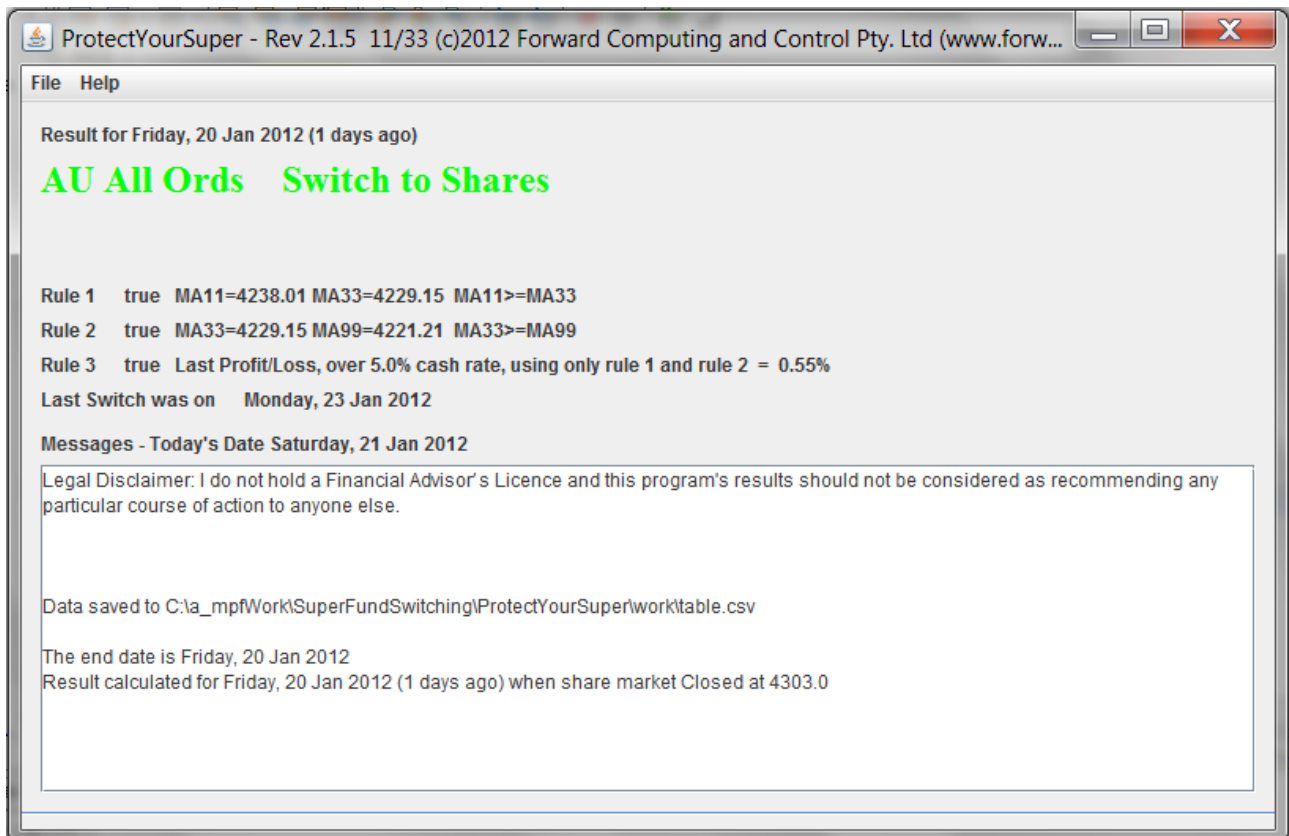 ProtectYourSuper - Rev 2.1.5 11/33 (c)2012 Forward Computing and Control Pty. Ltd (www.forw...
File Help
Result for Friday, 20 Jan 2012 (1 days ago)
AU All Ords Switch to Shares
Rule 1 true MA11=4238.01 MA33=4229.15 MA11>=MA33
Rule 2 true MA33=4229.15 MA99=4221.21 MA33>=MA99
Rule 3 true Last Profit/Loss, over 5.0% cash rate, using only rule 1 and rule 2 = 0.55%
Last Switch was on Monday, 23 Jan 2012
Messages - Today's Date Saturday, 21 Jan 2012
Legal Disclaimer: I do not hold a Financial Advisor's Licence and this program's results should not be considered as recommending any
particular course of action to anyone else.
Data saved to C:\a_mpfWork\SuperFundSwitching\ProtectYourSuper\work\table.csv
The end date is Friday, 20 Jan 2012
Result calculated for Friday, 20 Jan 2012 (1 days ago) when share market Closed at 4303.0